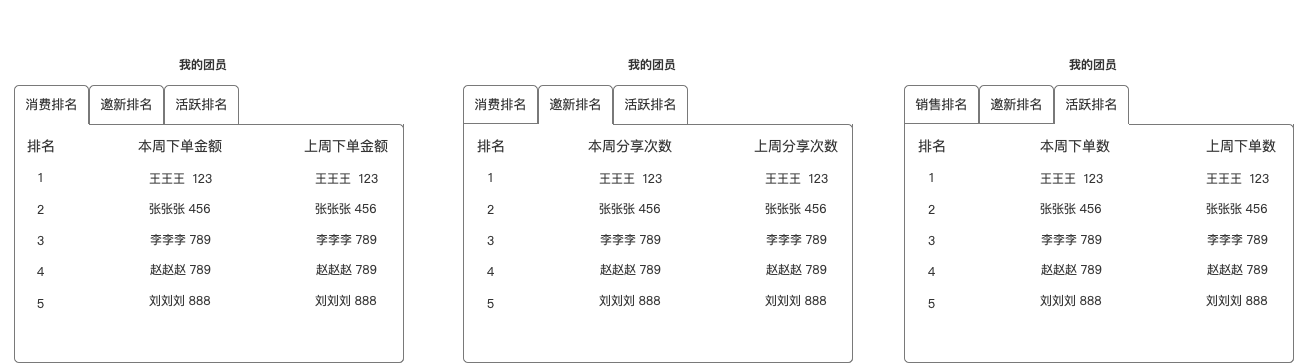 我的团员
消费排名 邀新排名 活跃排名
排名 本周下单金额 上周下单金额
1 王王王 123 王王王 123
2 张张张 456 张张张 456
3 李李李 789 李李李 789
4 赵赵赵 789 赵赵赵 789
5 刘刘刘 888 刘刘刘 888
我的团员
消费排名 邀新排名 活跃排名
排名 本周分享次数 上周分享次数
1 王王王 123 王王王 123
2 张张张 456 张张张 456
3 李李李 789 李李李 789
4 赵赵赵 789 赵赵赵 789
5 刘刘刘 888 刘刘刘 888
我的团员
销售排名 邀新排名 活跃排名
排名 本周下单数 上周下单数
1 王王王 123 王王王 123
2 张张张 456 张张张 456
3 李李李 789 李李李 789
4 赵赵赵 789 赵赵赵 789
5 刘刘刘 888 刘刘刘 888